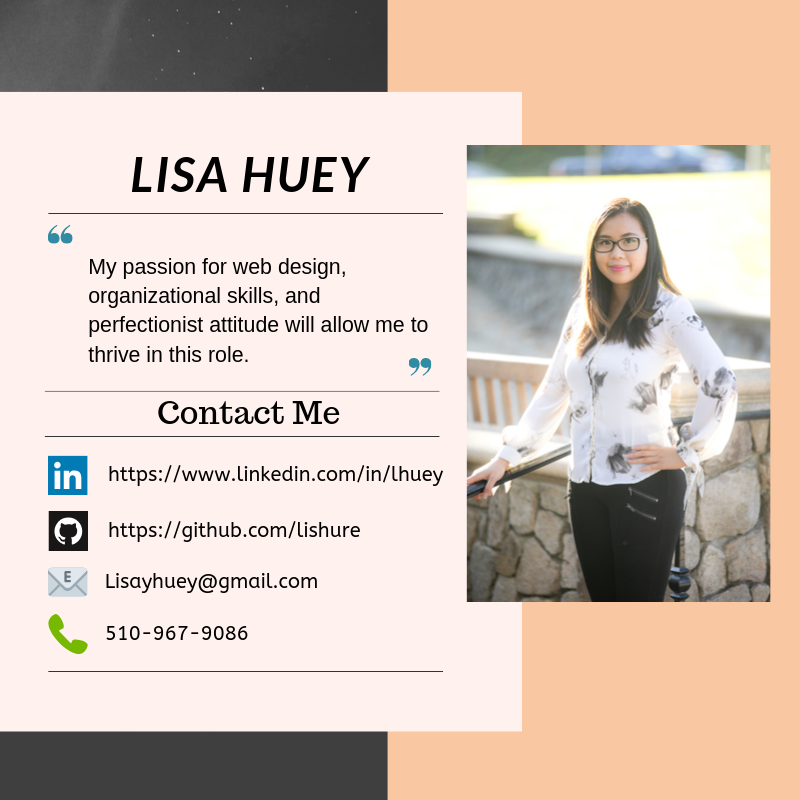 LISA HUEY
“
My passion for web design,
organizational skills, and
perfectionist attitude will allow me to
thrive in this role.
”
Contact Me
in https://www.linkedin.com/in/lhuey
https://github.com/lishure
E Lisayhuey@gmail.com
510-967-9086